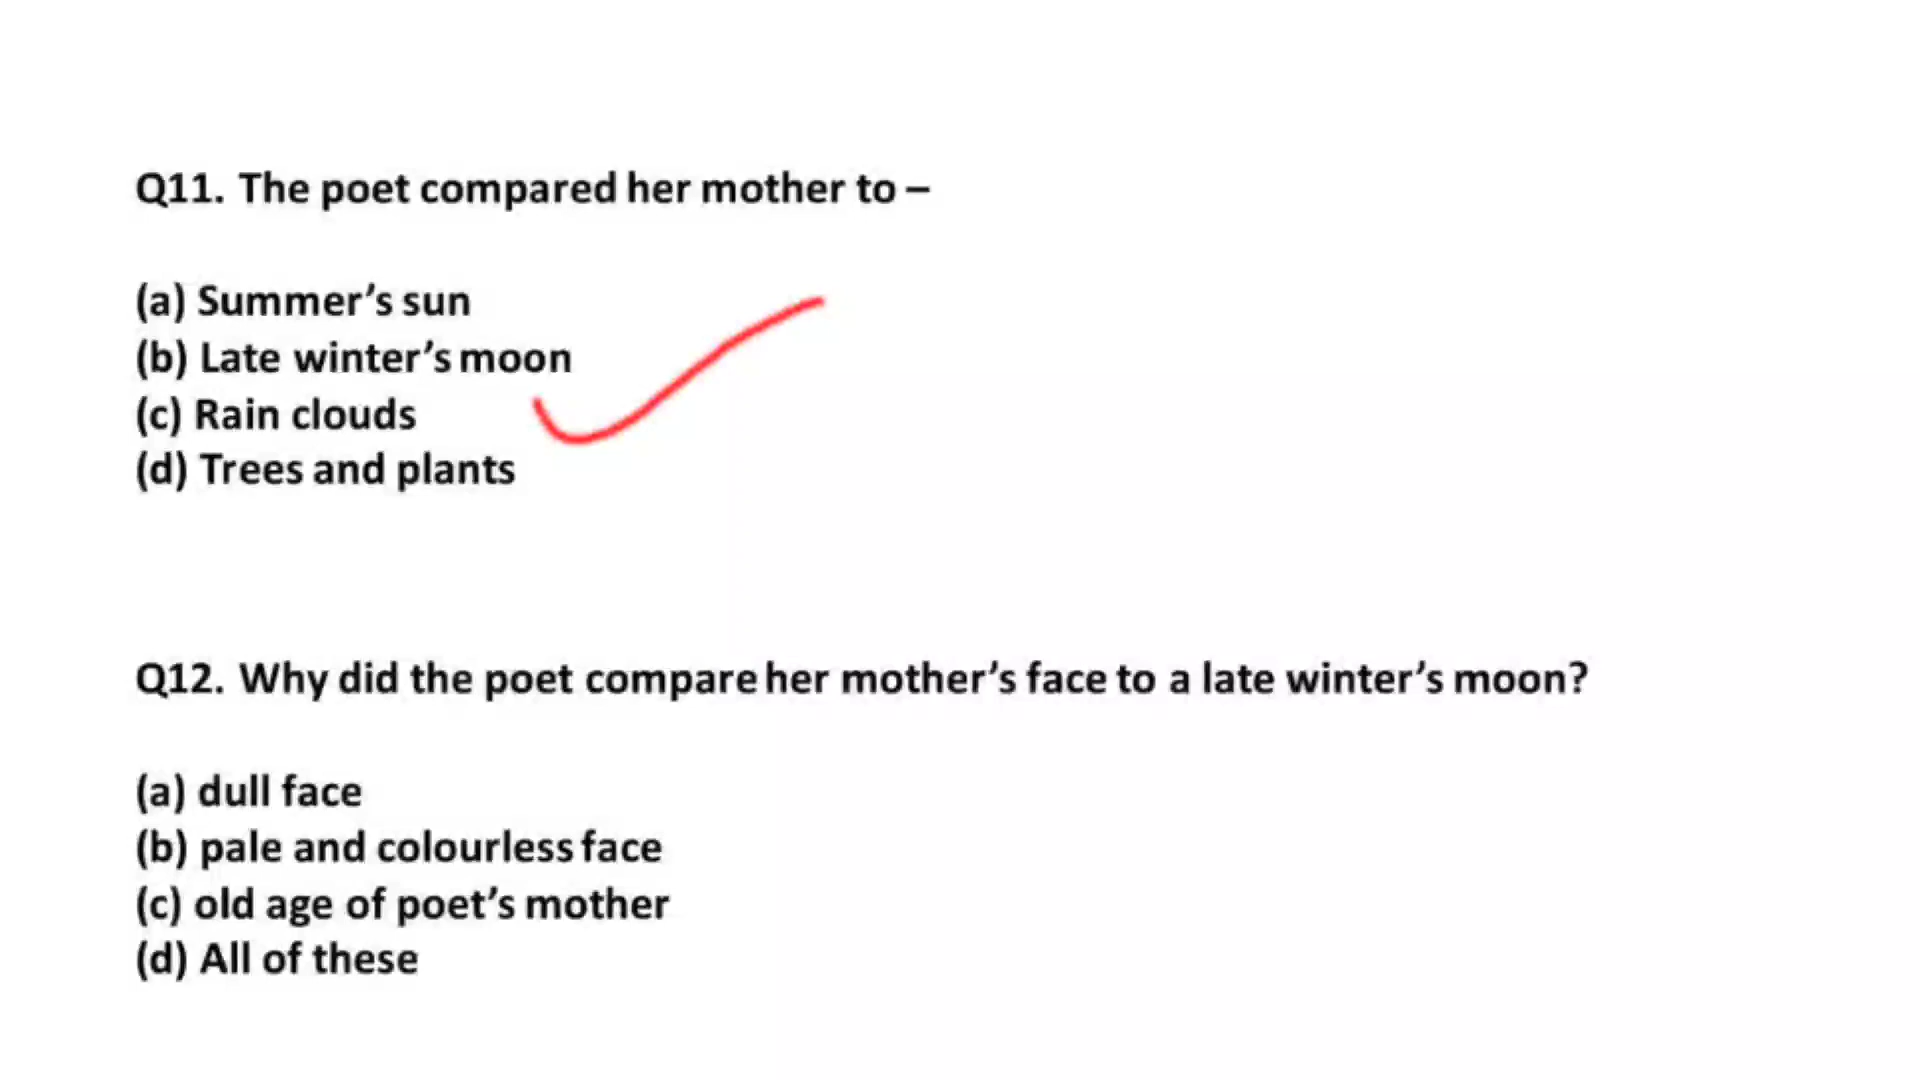 Q11. The poet compared her mother to –
(a) Summer’s sun
(b) Late winter’s moon
(c) Rain clouds
(d) Trees and plants
Q12. Why did the poet compare her mother’s face to a late winter’s moon?
(a) dull face
(b) pale and colourless face
(c) old age of poet’s mother
(d) All of these